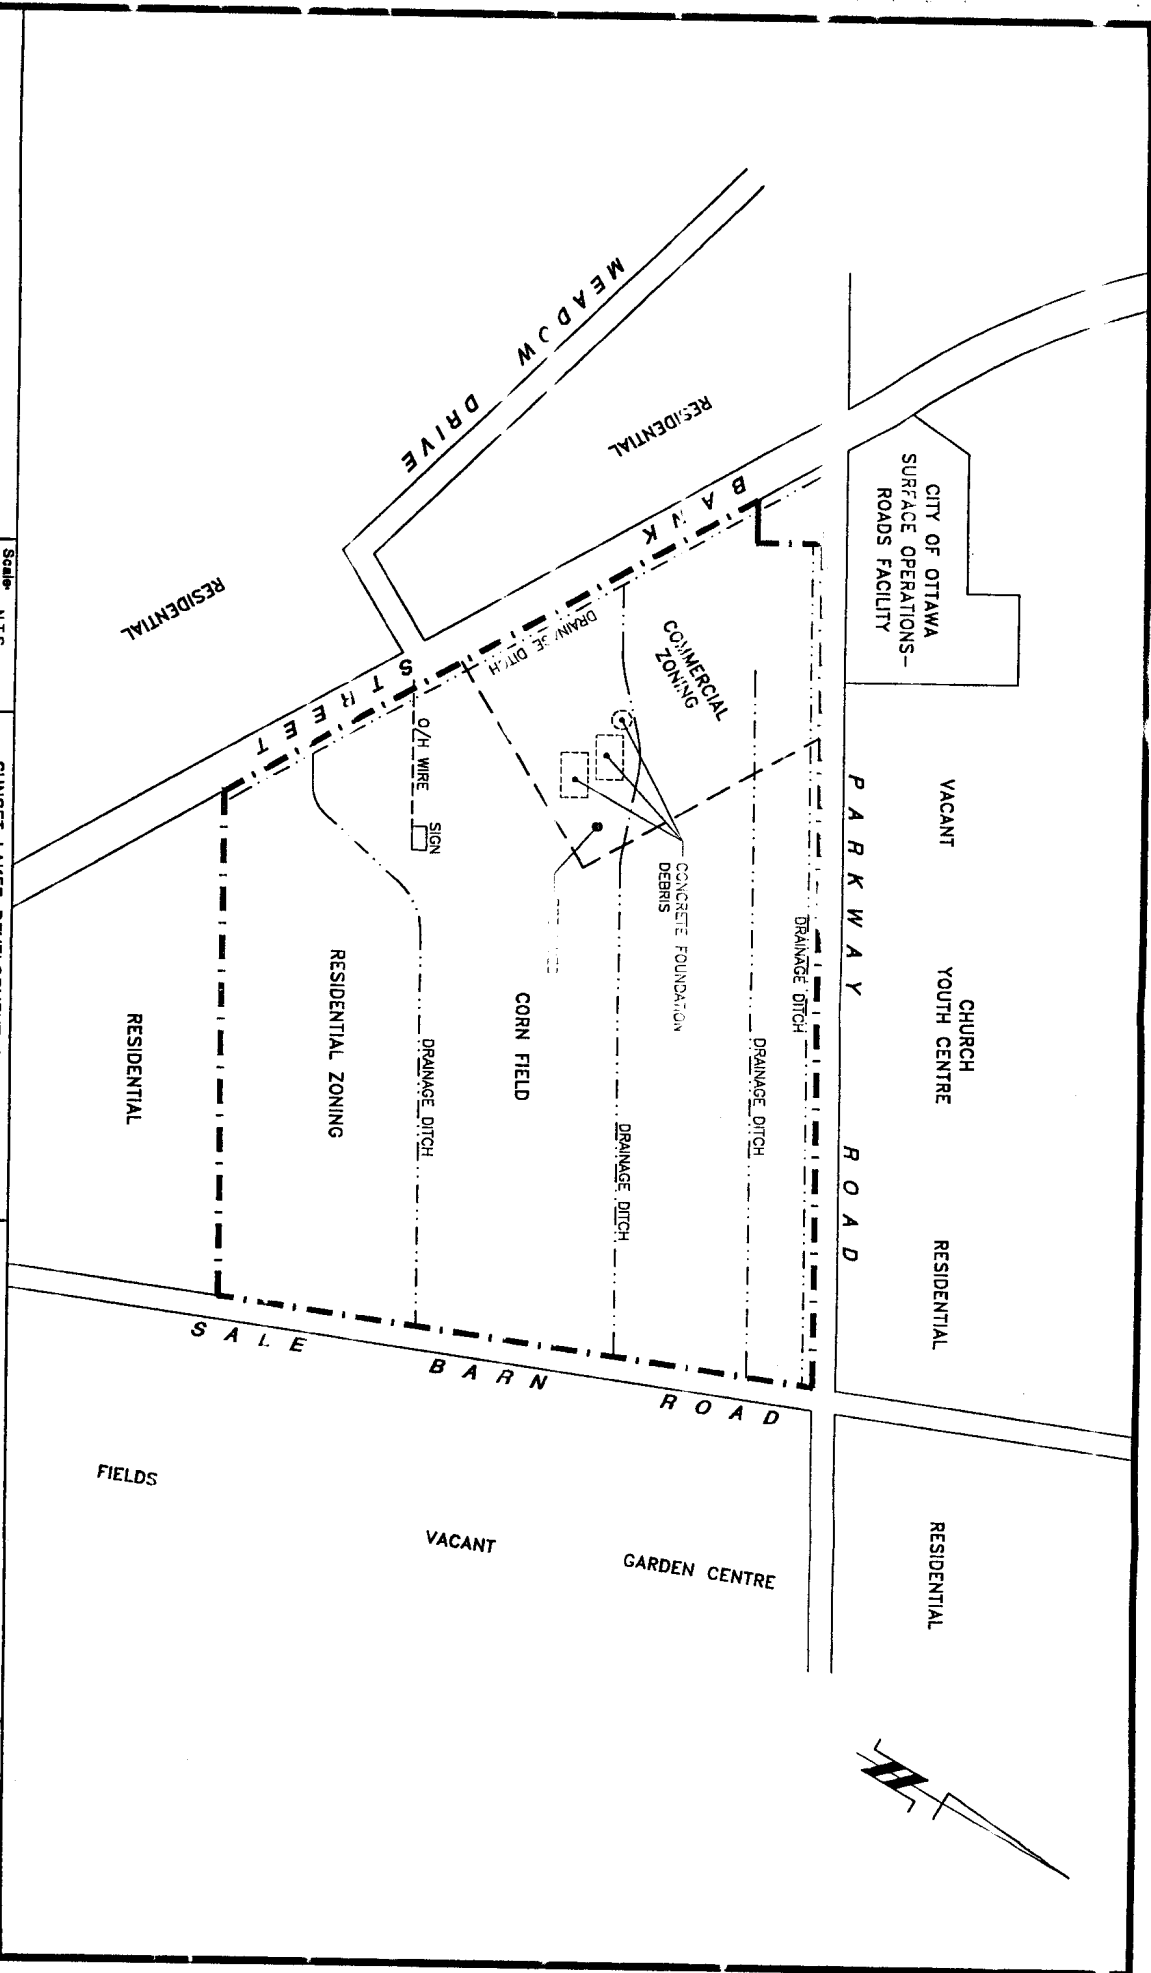 MEADOW DRIVE
RESIDENTIAL
RESIDENTIAL
BANK STREET
CITY OF OTTAWA
SURFACE OPERATIONS-
ROADS FACILITY
COMMERCIAL
ZONING
DRAINAGE DITCH
O/H WIRE
SIGN
VACANT
PARKWAY ROAD
CHURCH
YOUTH CENTRE
RESIDENTIAL
CONCRETE FOUNDATION
DEBRIS
DRAINAGE DITCH
DRAINAGE DITCH
DRAINAGE DITCH
DRAINAGE DITCH
CORN FIELD
RESIDENTIAL ZONING
RESIDENTIAL
SALE BARN ROAD
FIELDS
VACANT
GARDEN CENTRE
RESIDENTIAL
Scale: